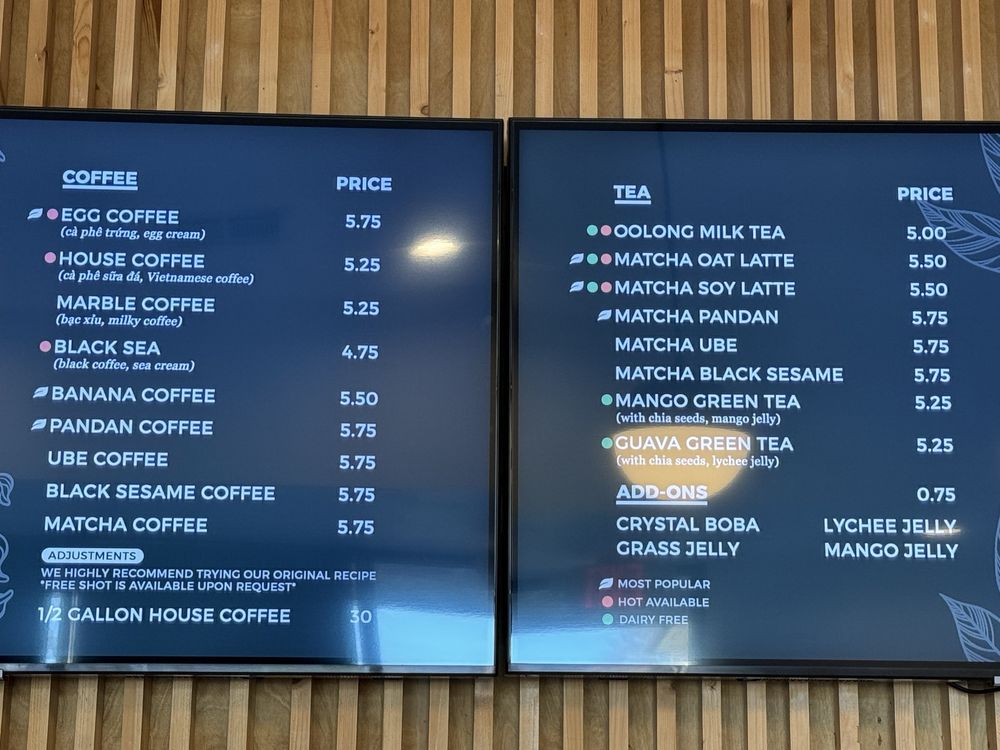 COFFEE PRICE
EGG COFFEE 5.75
(cà phê trứng, egg cream)
HOUSE COFFEE 5.25
(cà phê sữa đá, Vietnamese coffee)
MARBLE COFFEE 5.25
(bạc xỉu, milky coffee)
BLACK SEA 4.75
(black coffee, sea cream)
BANANA COFFEE 5.50
PANDAN COFFEE 5.75
UBE COFFEE 5.75
BLACK SESAME COFFEE 5.75
MATCHA COFFEE 5.75
ADJUSTMENTS
WE HIGHLY RECOMMEND TRYING OUR ORIGINAL RECIPE
*FREE SHOT IS AVAILABLE UPON REQUEST*
1/2 GALLON HOUSE COFFEE 30
TEA PRICE
OOLONG MILK TEA 5.00
MATCHA OAT LATTE 5.50
MATCHA SOY LATTE 5.50
MATCHA PANDAN 5.75
MATCHA UBE 5.75
MATCHA BLACK SESAME 5.75
MANGO GREEN TEA 5.25
(with chia seeds, mango jelly)
GUAVA GREEN TEA 5.25
(with chia seeds, lychee jelly)
ADD-ONS 0.75
CRYSTAL BOBA LYCHEE JELLY
GRASS JELLY MANGO JELLY
MOST POPULAR
HOT AVAILABLE
DAIRY FREE